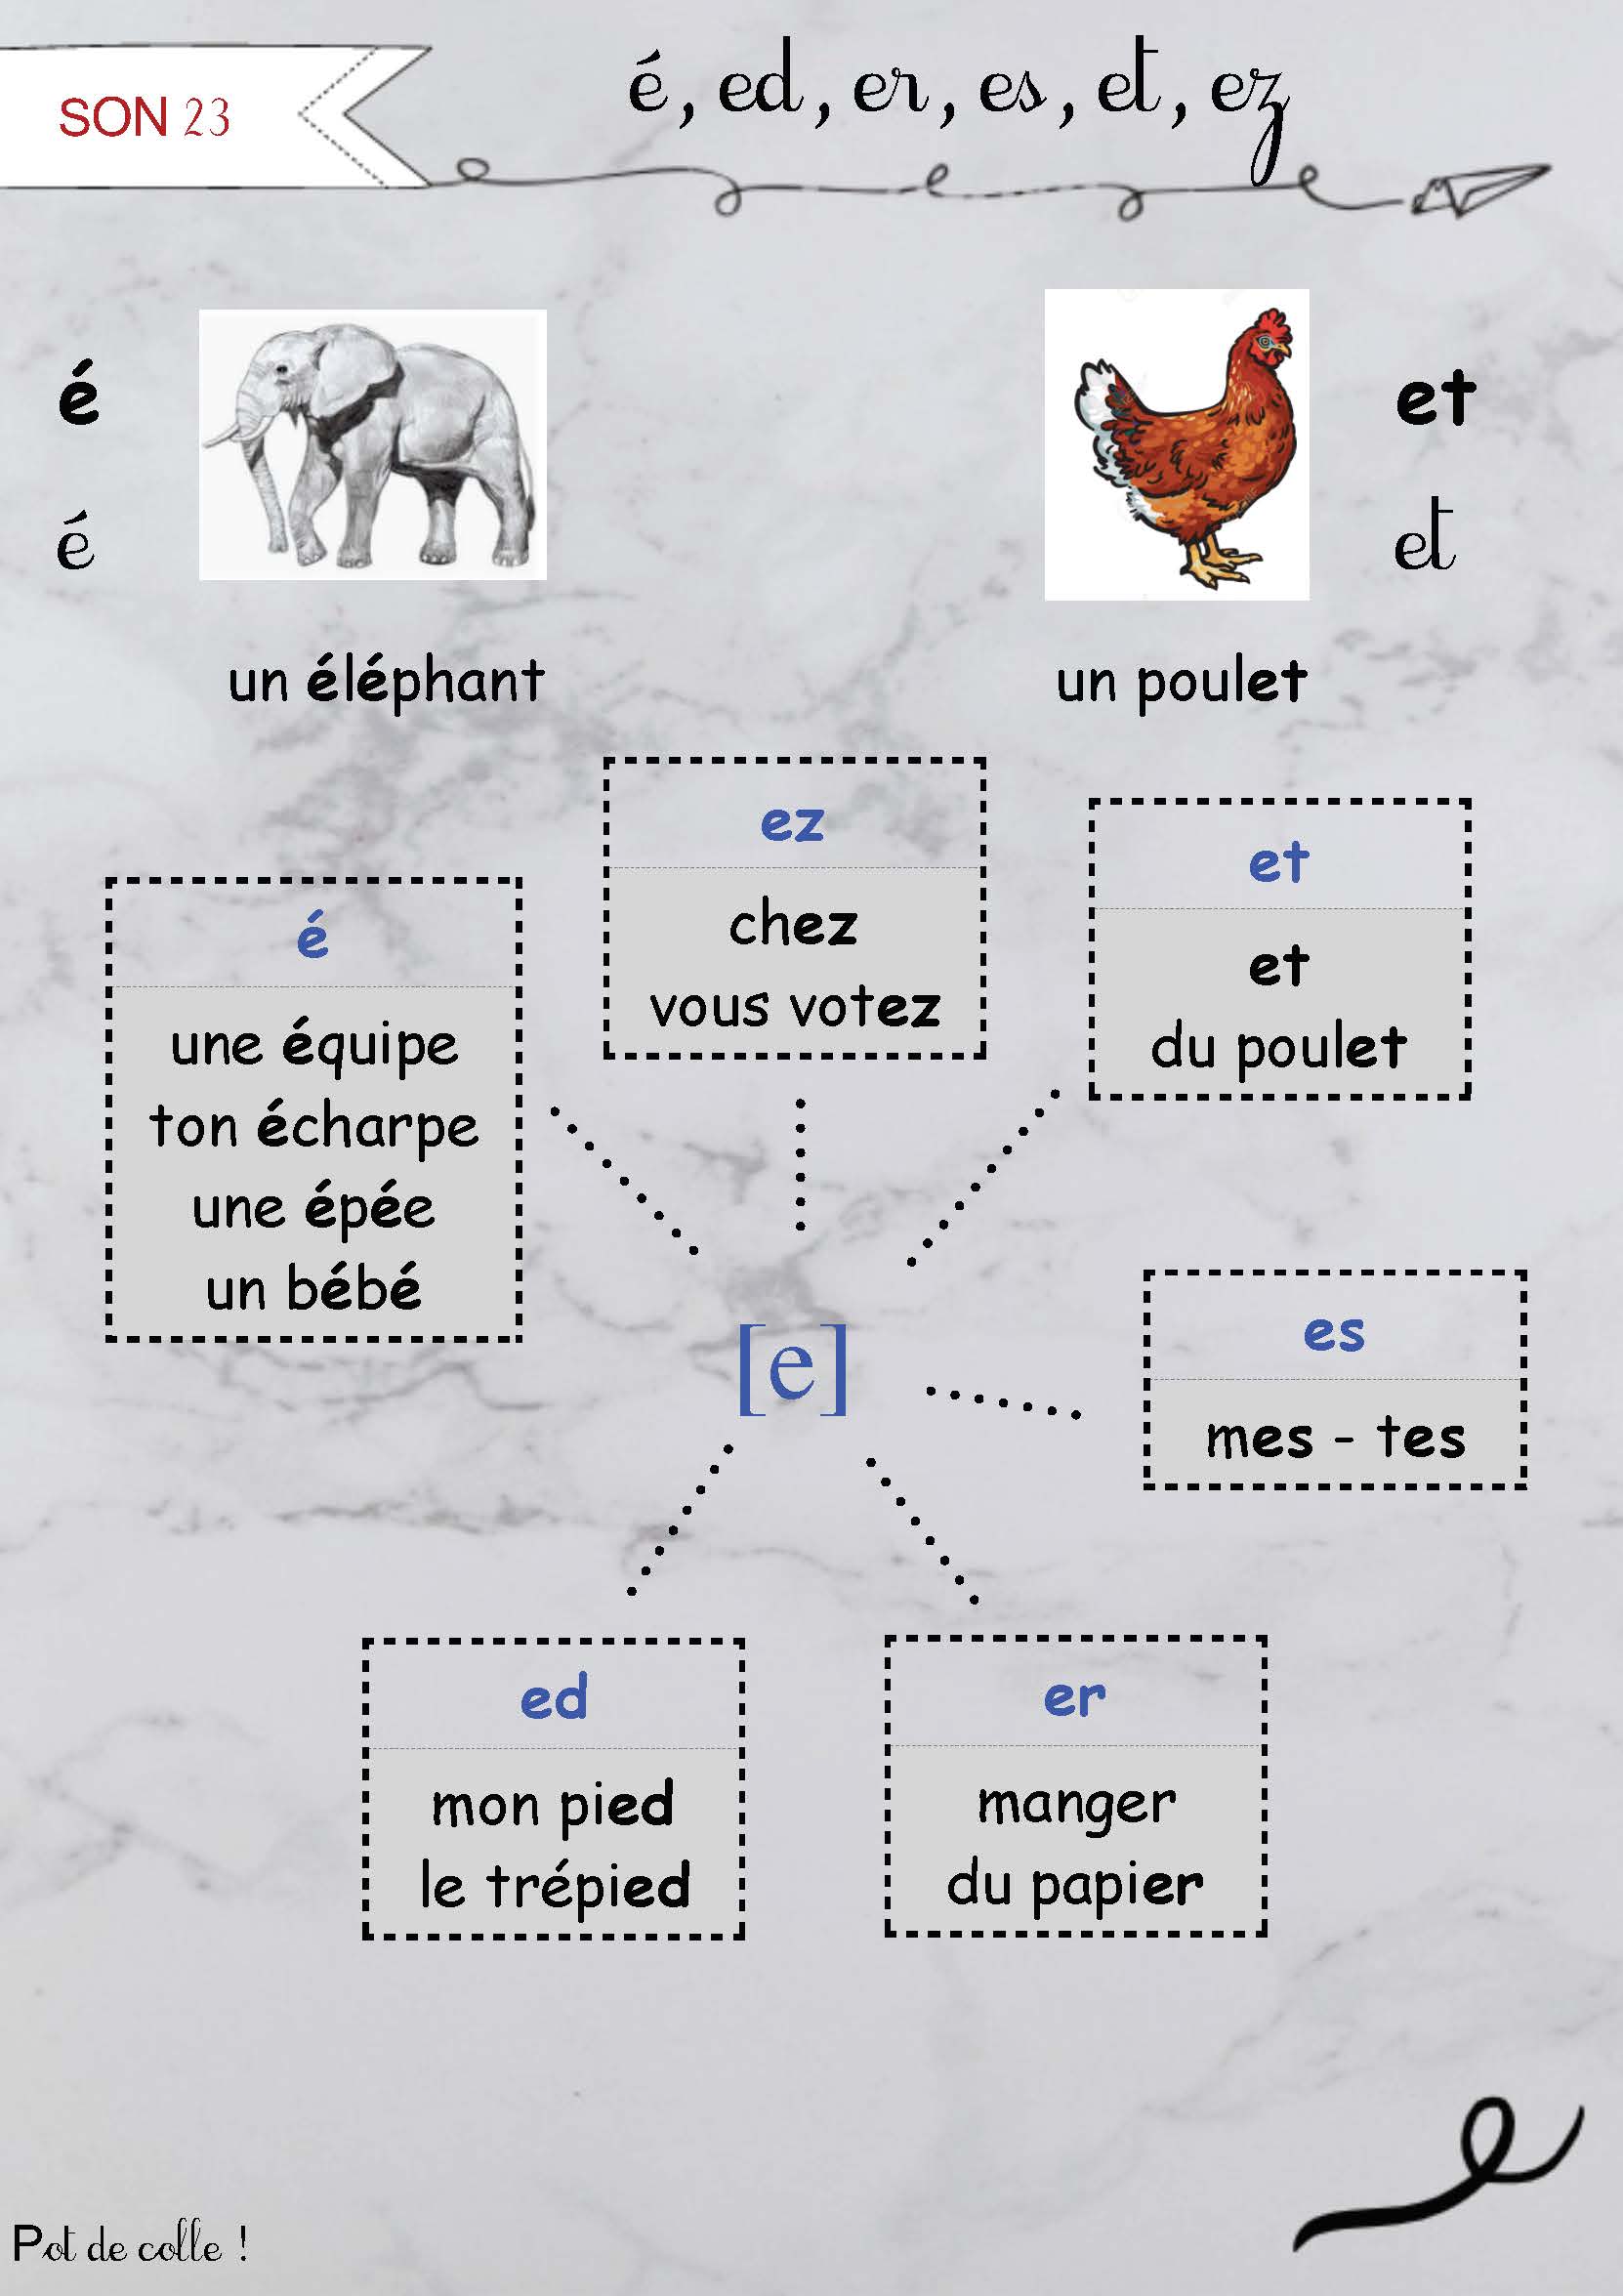 SON 23
é, ed, er, es, et, ez
é
é
un éléphant
et
et
un poulet
ez
chez
vous votez
et
et
du poulet
é
une équipe
ton écharpe
une épée
un bébé
[e]
es
mes - tes
ed
mon pied
le trépied
er
manger
du papier
Pot de colle !